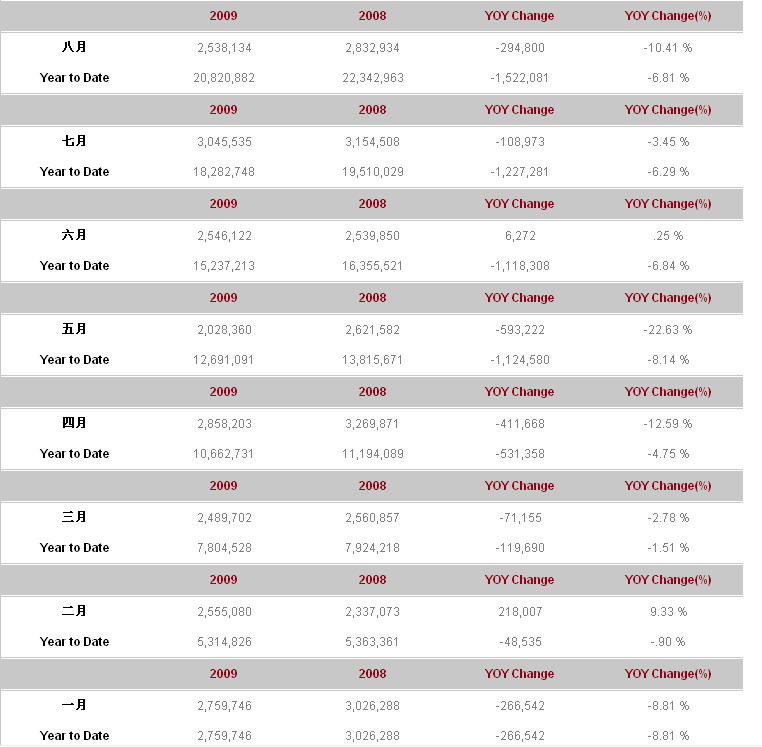 2009 2008 YOY Change YOY Change(%)
八月 2,538,134 2,832,934 -294,800 -10.41 %
Year to Date 20,820,882 22,342,963 -1,522,081 -6.81 %
2009 2008 YOY Change YOY Change(%)
七月 3,045,535 3,154,508 -108,973 -3.45 %
Year to Date 18,282,748 19,510,029 -1,227,281 -6.29 %
2009 2008 YOY Change YOY Change(%)
六月 2,546,122 2,539,850 6,272 .25 %
Year to Date 15,237,213 16,355,521 -1,118,308 -6.84 %
2009 2008 YOY Change YOY Change(%)
五月 2,028,360 2,621,582 -593,222 -22.63 %
Year to Date 12,691,091 13,815,671 -1,124,580 -8.14 %
2009 2008 YOY Change YOY Change(%)
四月 2,858,203 3,269,871 -411,668 -12.59 %
Year to Date 10,662,731 11,194,089 -531,358 -4.75 %
2009 2008 YOY Change YOY Change(%)
三月 2,489,702 2,560,857 -71,155 -2.78 %
Year to Date 7,804,528 7,924,218 -119,690 -1.51 %
2009 2008 YOY Change YOY Change(%)
二月 2,555,080 2,337,073 218,007 9.33 %
Year to Date 5,314,826 5,363,361 -48,535 -.90 %
2009 2008 YOY Change YOY Change(%)
一月 2,759,746 3,026,288 -266,542 -8.81 %
Year to Date 2,759,746 3,026,288 -266,542 -8.81 %